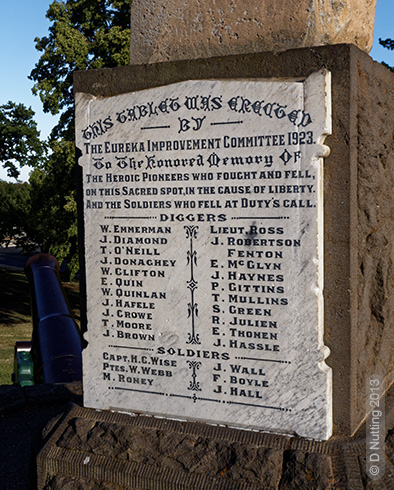 THIS TABLET WAS ERECTED
BY
THE EUREKA IMPROVEMENT COMMITTEE 1923.
To The Honored Memory Of
THE HEROIC PIONEERS WHO FOUGHT AND FELL,
ON THIS SACRED SPOT, IN THE CAUSE OF LIBERTY.
AND THE SOLDIERS WHO FELL AT DUTY'S CALL.
DIGGERS
W. EMMERMAN
J. DIAMOND
T. O'NEILL
J. DONAGHEY
W. CLIFTON
E. QUIN
W. QUINLAN
J. HAFELE
J. CROWE
T. MOORE
J. BROWN
LIEUT. ROSS
J. ROBERTSON
FENTON
E. McGLYN
J. HAYNES
P. GITTINS
T. MULLINS
S. GREEN
R. JULIEN
E. THONEN
J. HASSLE
SOLDIERS
CAPT. H.C. WISE
PTES. W. WEBB
M. RONEY
J. WALL
F. BOYLE
J. HALL
© D Nutting 2013